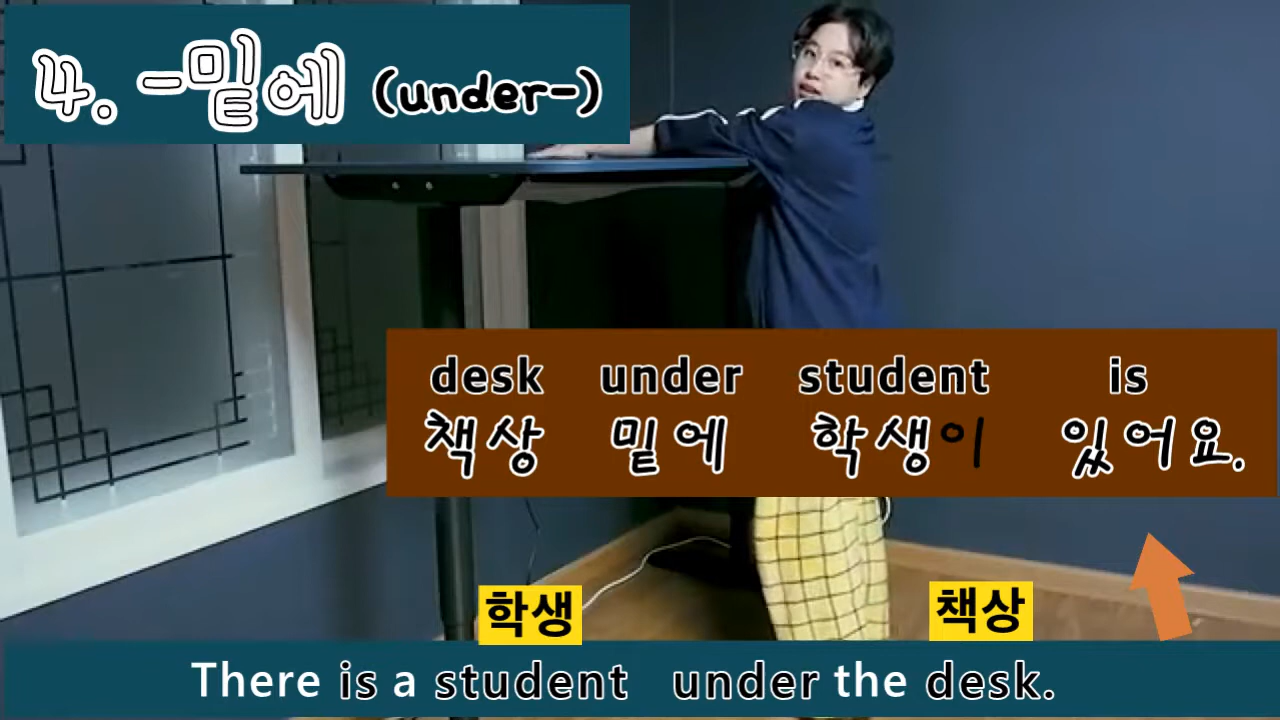 4. -밑에 (under-)
desk under student is
책상 밑에 학생이 있어요.
학생 책상
There is a student under the desk.